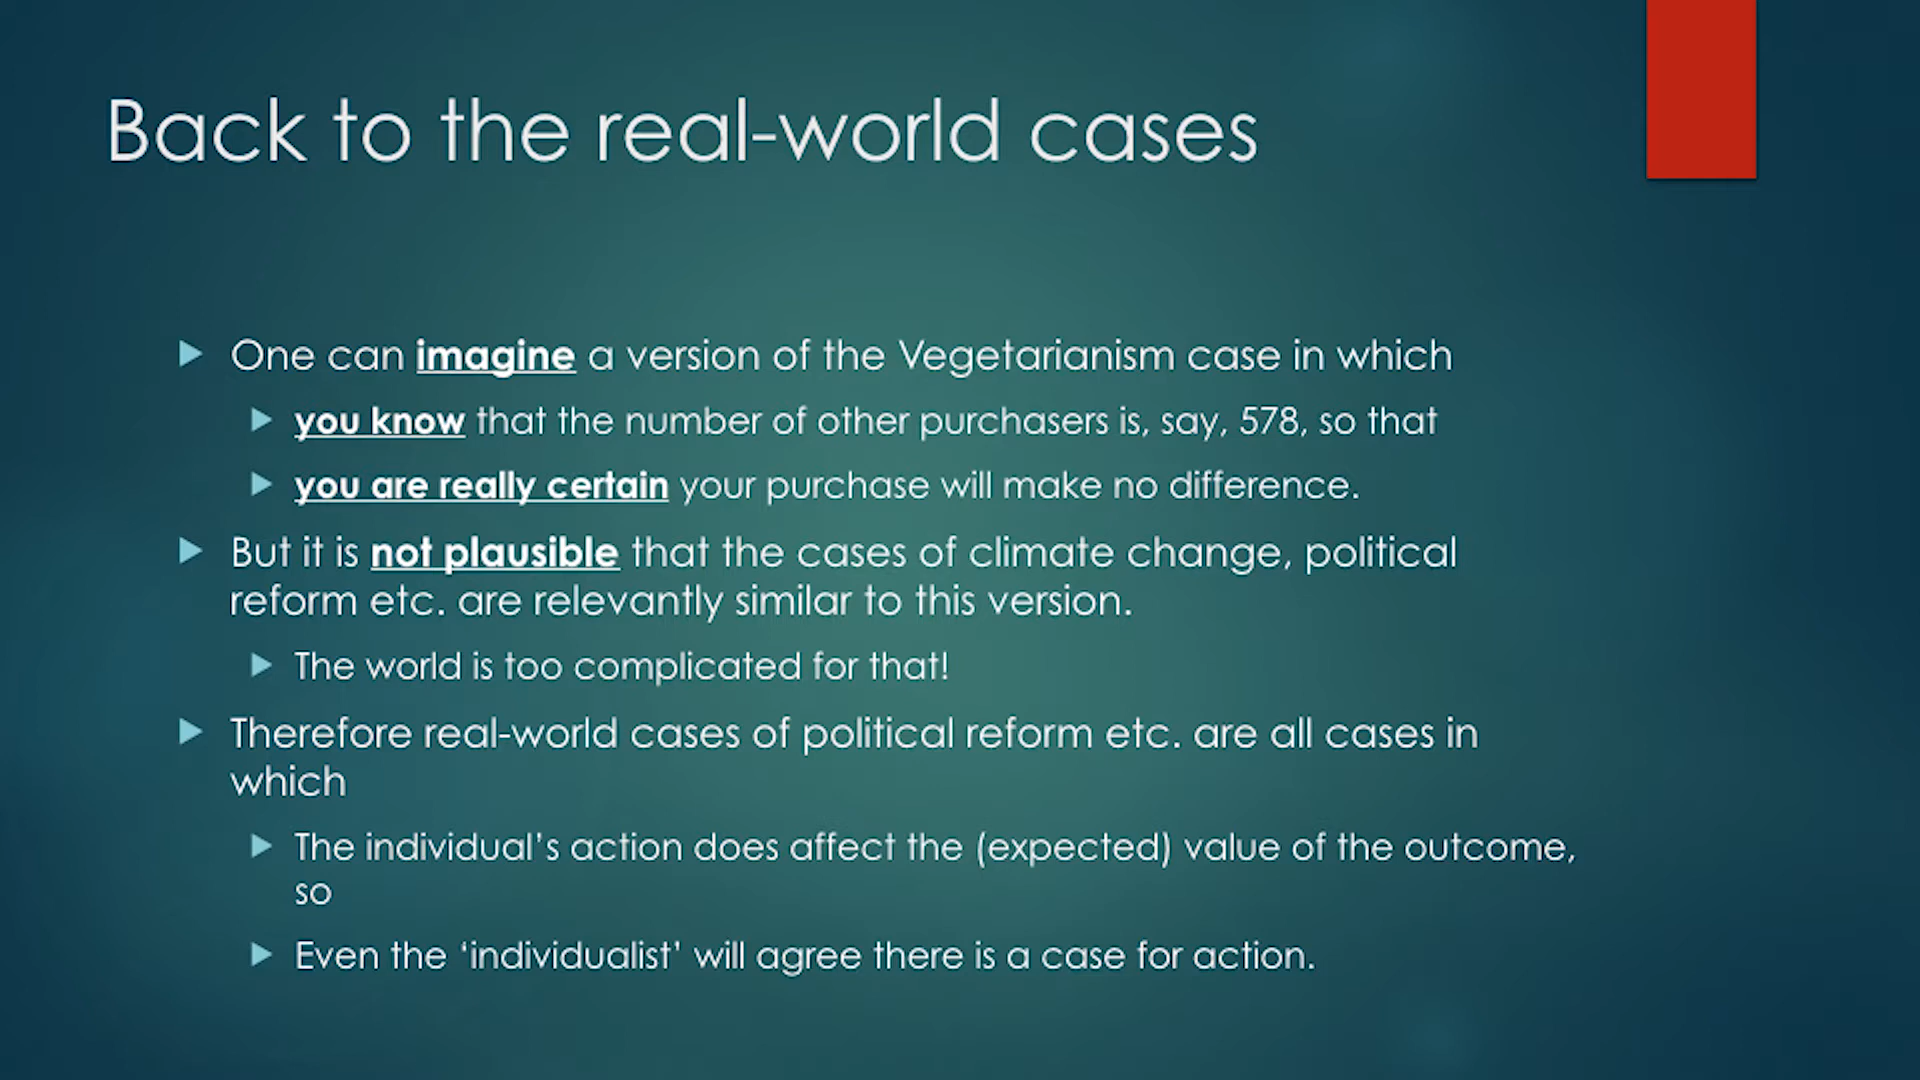 Back to the real-world cases
One can imagine a version of the Vegetarianism case in which
you know that the number of other purchasers is, say, 578, so that
you are really certain your purchase will make no difference.
But it is not plausible that the cases of climate change, political
reform etc. are relevantly similar to this version.
The world is too complicated for that!
Therefore real-world cases of political reform etc. are all cases in
which
The individual’s action does affect the (expected) value of the outcome,
so
Even the ‘individualist’ will agree there is a case for action.